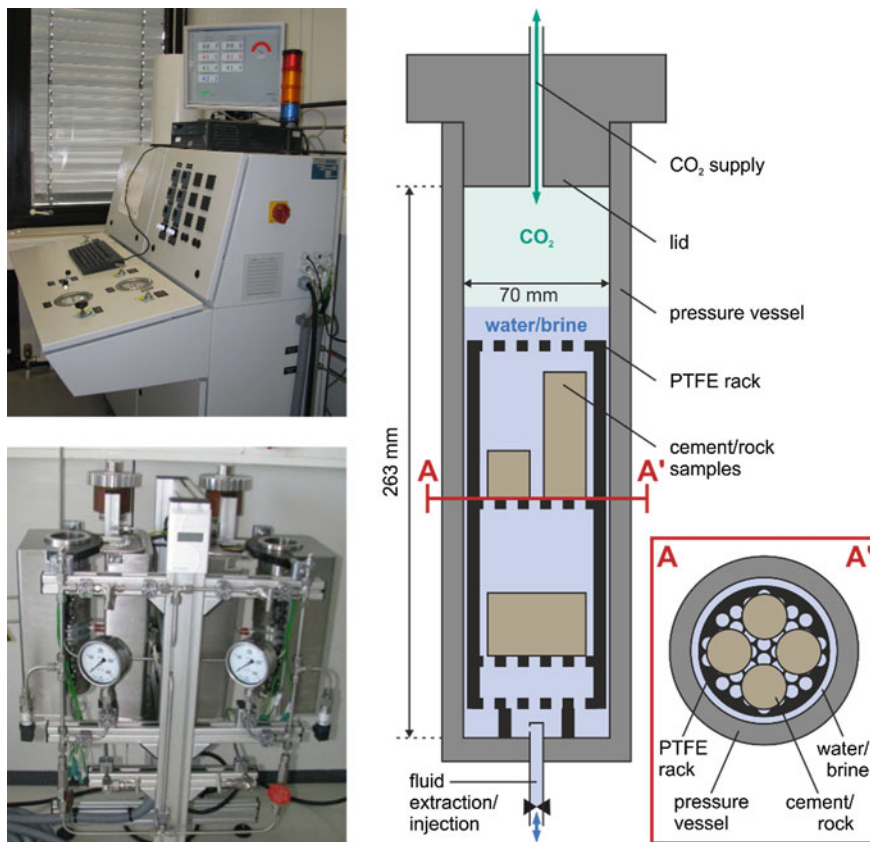 CO₂ supply
lid
CO₂
70 mm
pressure vessel
water/brine
PTFE rack
263 mm
cement/rock
samples
A
A'
A
A'
PTFE
rack
water/
brine
pressure
vessel
cement/
rock
fluid
extraction/
injection